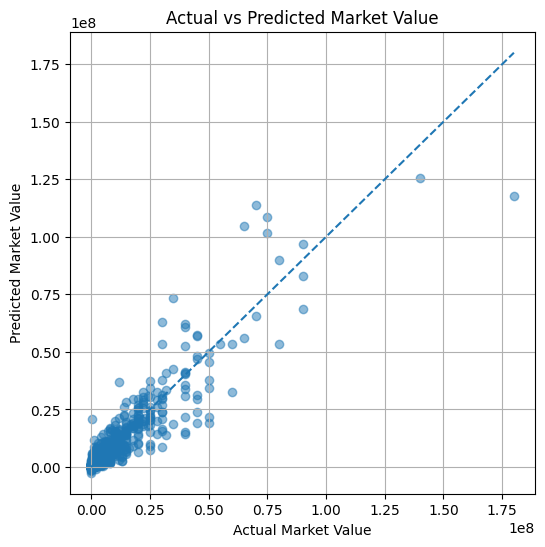 Actual vs Predicted Market Value
1e8
1.75
1.50
1.25
1.00
0.75
0.50
0.25
0.00
Predicted Market Value
0.00 0.25 0.50 0.75 1.00 1.25 1.50 1.75
1e8
Actual Market Value